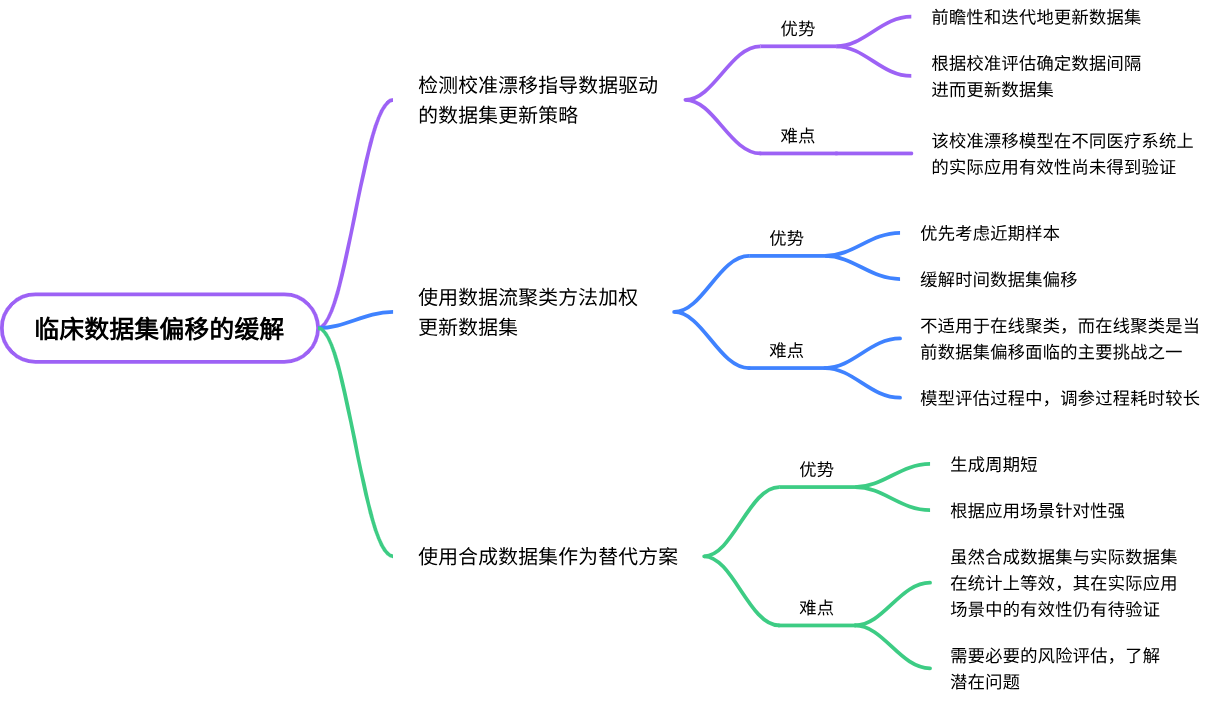 临床数据集偏移的缓解
检测校准漂移指导数据驱动
的数据集更新策略
优势
前瞻性和迭代地更新数据集
根据校准评估确定数据间隔
进而更新数据集
难点
该校准漂移模型在不同医疗系统上
的实际应用有效性尚未得到验证
使用数据流聚类方法加权
更新数据集
优势
优先考虑近期样本
缓解时间数据集偏移
难点
不适用于在线聚类，而在线聚类是当
前数据集偏移面临的主要挑战之一
模型评估过程中，调参过程耗时较长
使用合成数据集作为替代方案
优势
生成周期短
根据应用场景针对性强
难点
虽然合成数据集与实际数据集
在统计上等效，其在实际应用
场景中的有效性仍有待验证
需要必要的风险评估，了解
潜在问题